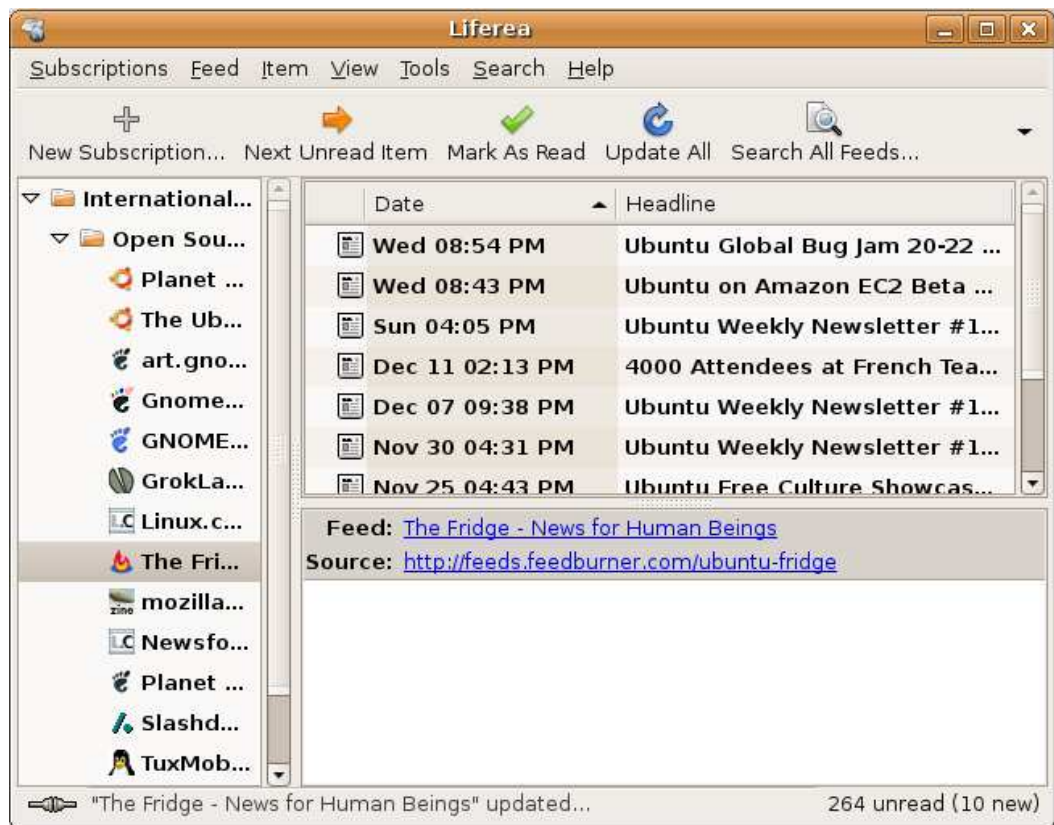 Liferea
Subscriptions Feed Item View Tools Search Help
New Subscription... Next Unread Item Mark As Read Update All Search All Feeds...
International...
Open Sou...
Planet ...
The Ub...
art.gno...
Gnome...
GNOME...
GrokLa...
Linux.c...
The Fri...
mozilla...
Newsfo...
Planet ...
Slashd...
TuxMob...
Date Headline
Wed 08:54 PM Ubuntu Global Bug Jam 20-22 ...
Wed 08:43 PM Ubuntu on Amazon EC2 Beta ...
Sun 04:05 PM Ubuntu Weekly Newsletter #1...
Dec 11 02:13 PM 4000 Attendees at French Tea...
Dec 07 09:38 PM Ubuntu Weekly Newsletter #1...
Nov 30 04:31 PM Ubuntu Weekly Newsletter #1...
Nov 25 04:43 PM Ubuntu Free Culture Showcas...
Feed: The Fridge - News for Human Beings
Source: http://feeds.feedburner.com/ubuntu-fridge
"The Fridge - News for Human Beings" updated... 264 unread (10 new)